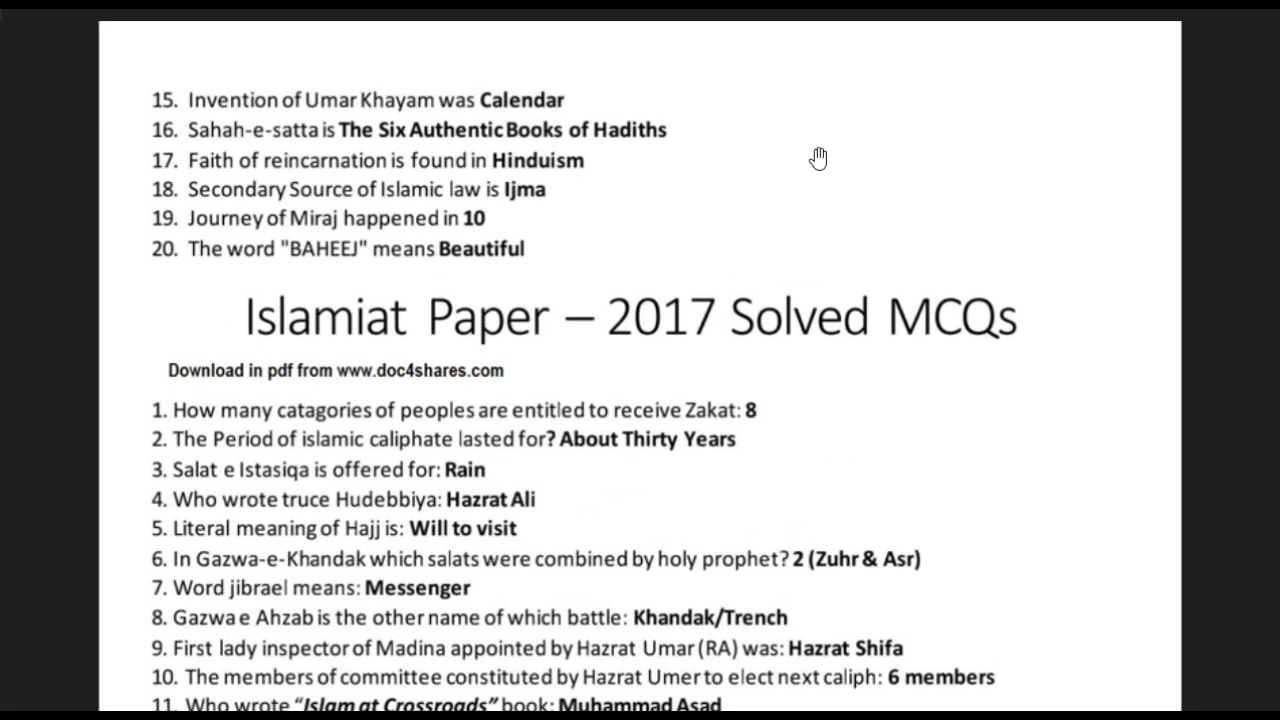 15. Invention of Umar Khayam was Calendar
16. Sahah-e-satta is The Six Authentic Books of Hadiths
17. Faith of reincarnation is found in Hinduism
18. Secondary Source of Islamic law is Ijma
19. Journey of Miraj happened in 10
20. The word "BAHEEJ" means Beautiful
Islamiat Paper – 2017 Solved MCQs
Download in pdf from www.doc4shares.com
1. How many catagories of peoples are entitled to receive Zakat: 8
2. The Period of islamic caliphate lasted for? About Thirty Years
3. Salat e Istasiqa is offered for: Rain
4. Who wrote truce Hudebbiya: Hazrat Ali
5. Literal meaning of Hajj is: Will to visit
6. In Gazwa-e-Khandak which salats were combined by holy prophet? 2 (Zuhr & Asr)
7. Word jibrael means: Messenger
8. Gazwa e Ahzab is the other name of which battle: Khandak/Trench
9. First lady inspector of Madina appointed by Hazrat Umar (RA) was: Hazrat Shifa
10. The members of committee constituted by Hazrat Umer to elect next caliph: 6 members
11. Who wrote “Islam at Crossroads” book: Muhammad Asad